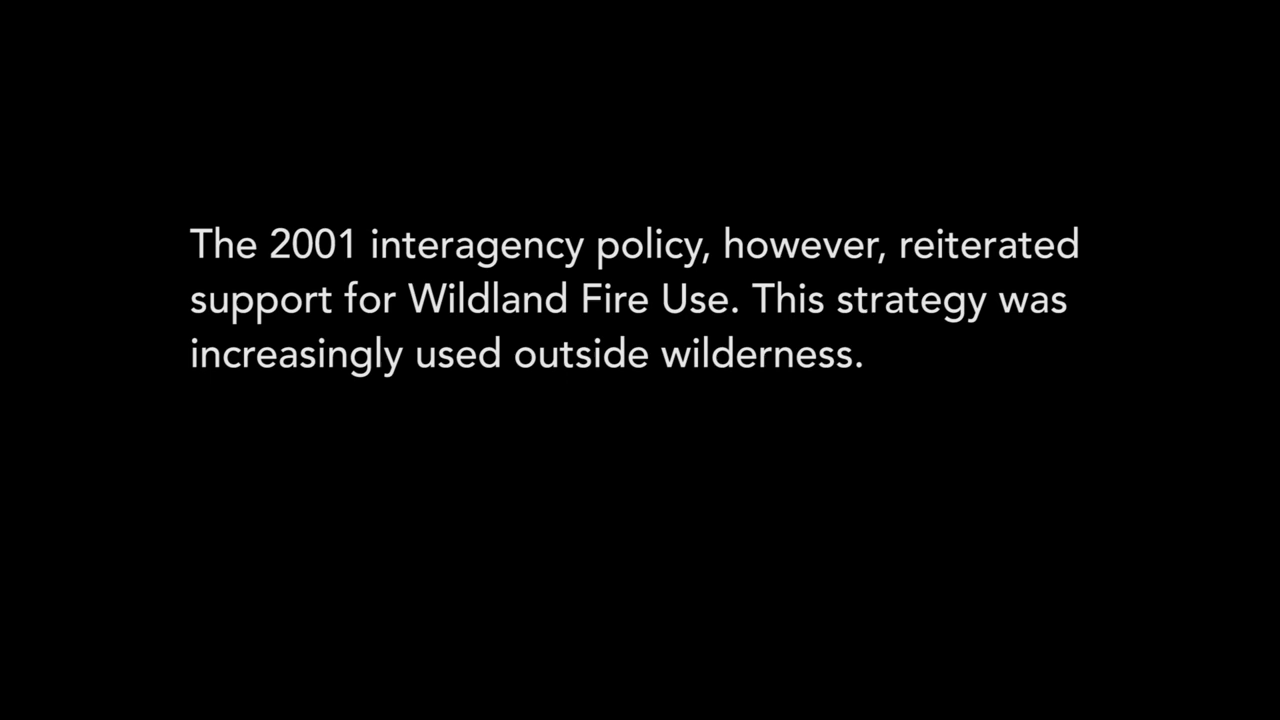 The 2001 interagency policy, however, reiterated
support for Wildland Fire Use. This strategy was
increasingly used outside wilderness.